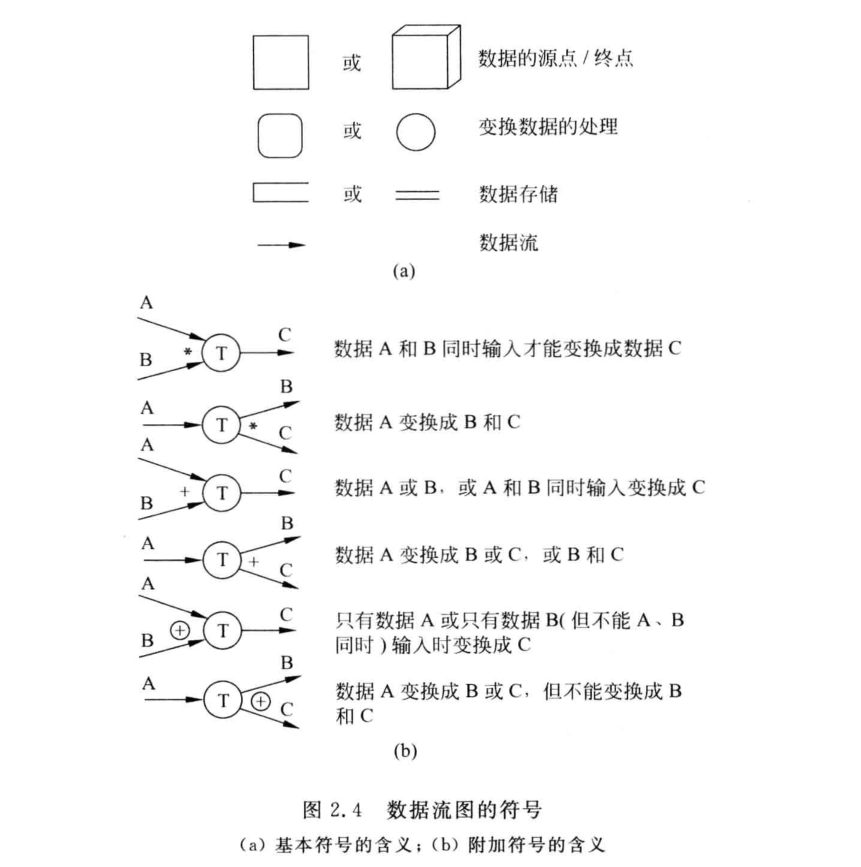 或 数据的源点/终点
或 变换数据的处理
或 数据存储
数据流
(a)
A
B * T C 数据 A 和 B 同时输入才能变换成数据 C
A T * B C 数据 A 变换成 B 和 C
A
B + T C 数据 A 或 B，或 A 和 B 同时输入变换成 C
A T + B C 数据 A 变换成 B 或 C，或 B 和 C
A
B ⊕ T C 只有数据 A 或只有数据 B(但不能 A、B
同时)输入时变换成 C
A T ⊕ B C 数据 A 变换成 B 或 C，但不能变换成 B
和 C
(b)
图 2.4 数据流图的符号
(a) 基本符号的含义；(b) 附加符号的含义